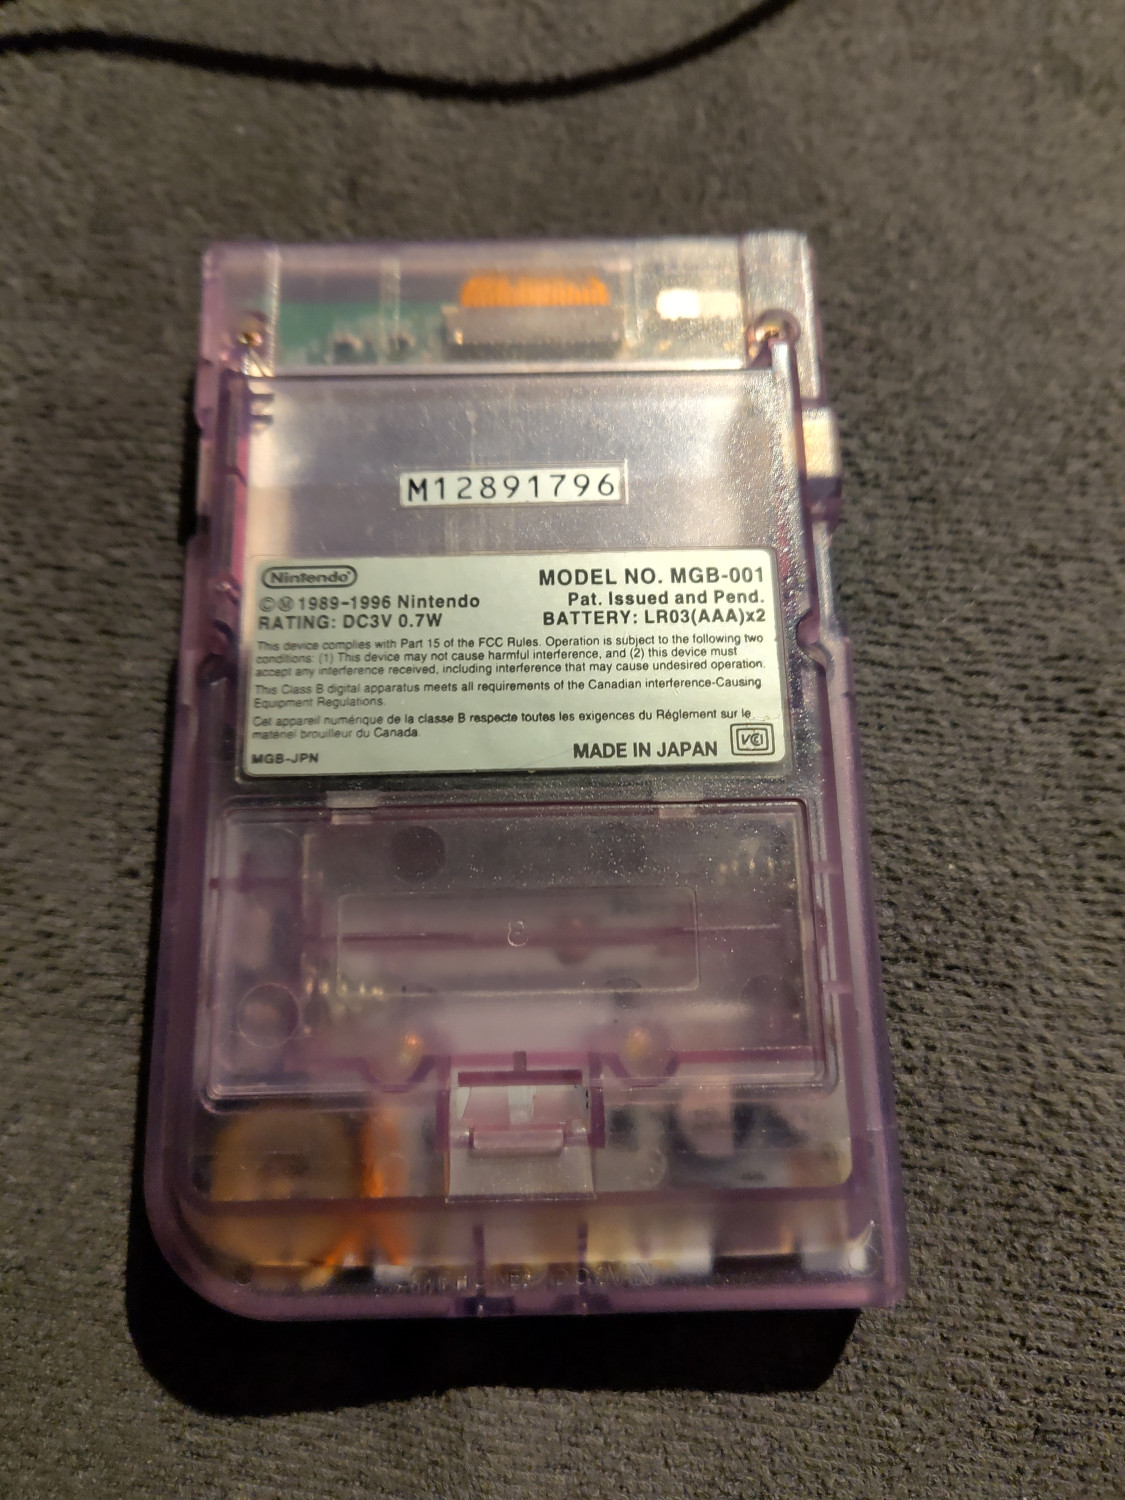 M12891796
Nintendo®
MODEL NO. MGB-001
©Ⓜ 1989-1996 Nintendo
Pat. Issued and Pend.
RATING: DC3V 0.7W
BATTERY: LR03(AAA)x2
This device complies with Part 15 of the FCC Rules. Operation is subject to the following two
conditions: (1) This device may not cause harmful interference, and (2) this device must
accept any interference received, including interference that may cause undesired operation.
This Class B digital apparatus meets all requirements of the Canadian interference-Causing
Equipment Regulations.
Cet appareil numérique de la classe B respecte toutes les exigences du Réglement sur le
matériel brouilleur du Canada.
MADE IN JAPAN
VCI
MGB-JPN
8